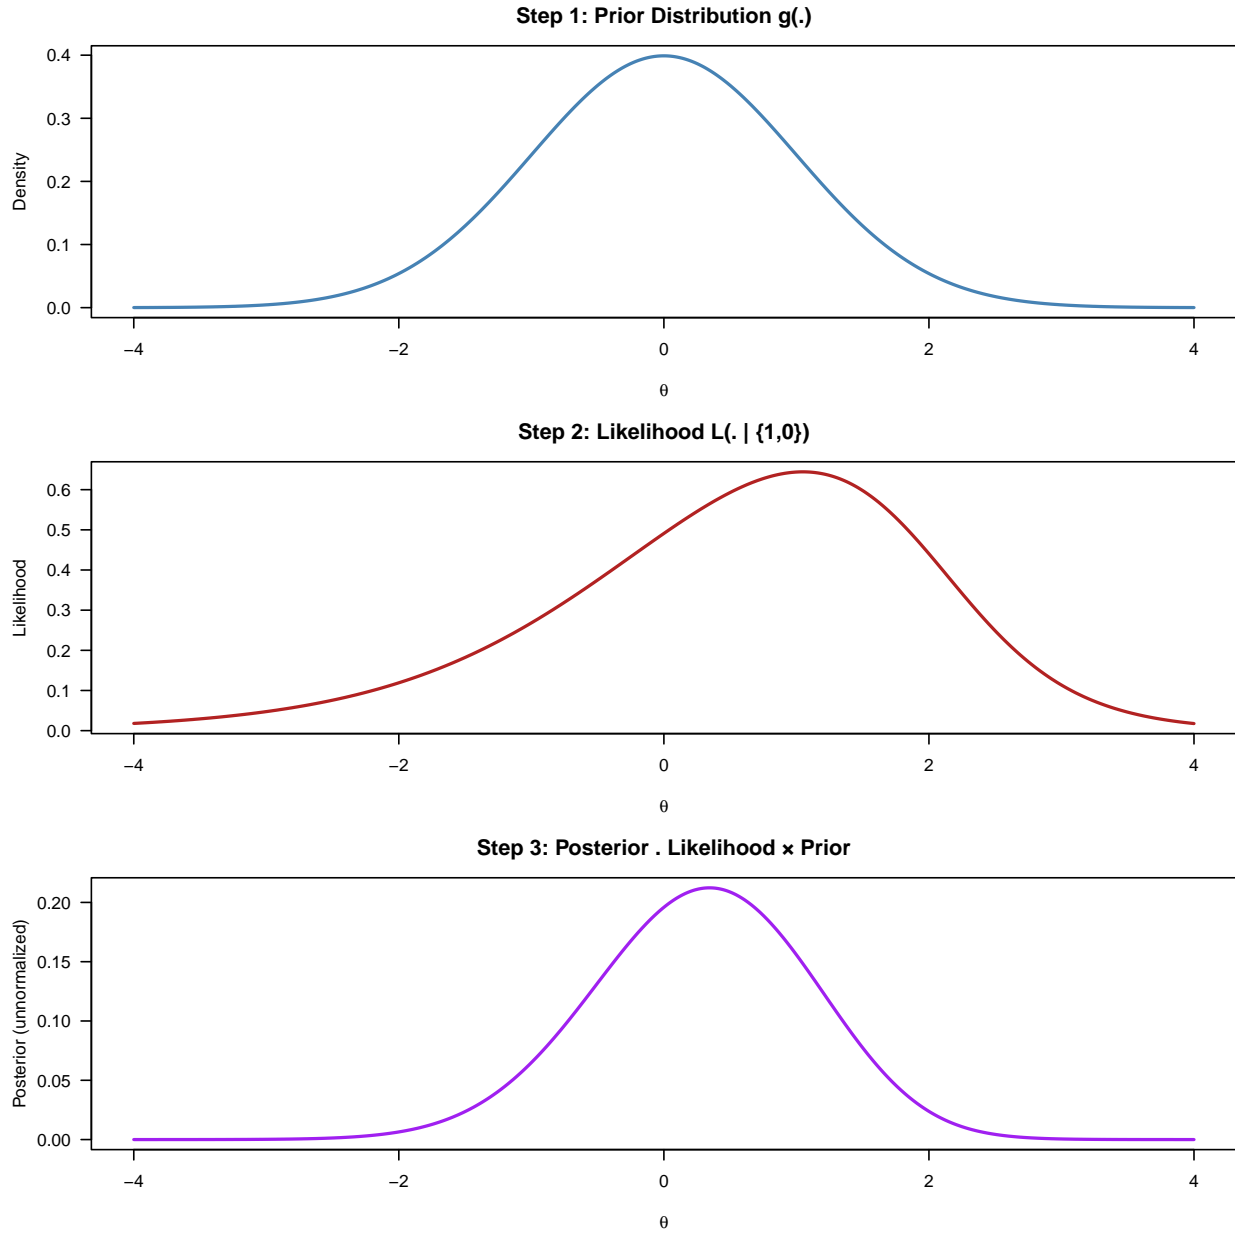 Step 1: Prior Distribution g(.)
Density
0.4
0.3
0.2
0.1
0.0
−4 −2 0 2 4
θ
Step 2: Likelihood L(. | {1,0})
Likelihood
0.6
0.5
0.4
0.3
0.2
0.1
0.0
−4 −2 0 2 4
θ
Step 3: Posterior . Likelihood × Prior
Posterior (unnormalized)
0.20
0.15
0.10
0.05
0.00
−4 −2 0 2 4
θ